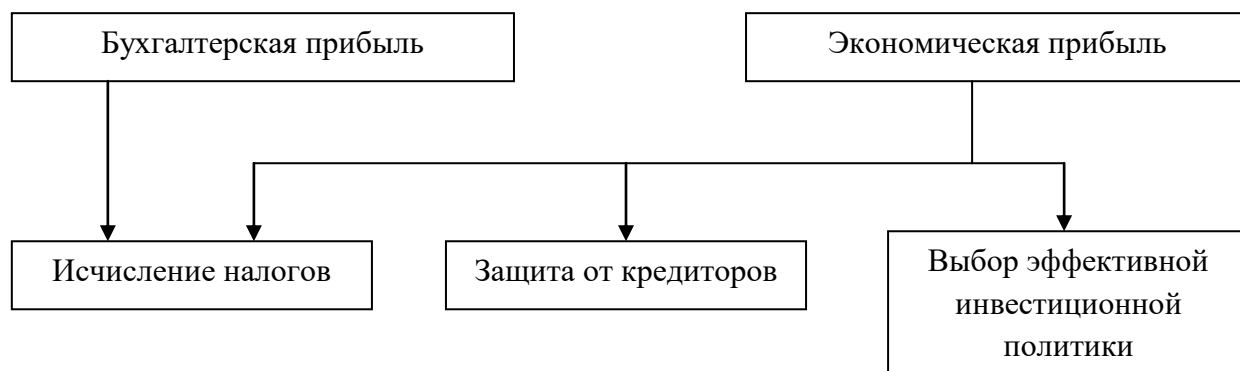 Бухгалтерская прибыль
Экономическая прибыль
Исчисление налогов
Защита от кредиторов
Выбор эффективной
инвестиционной
политики